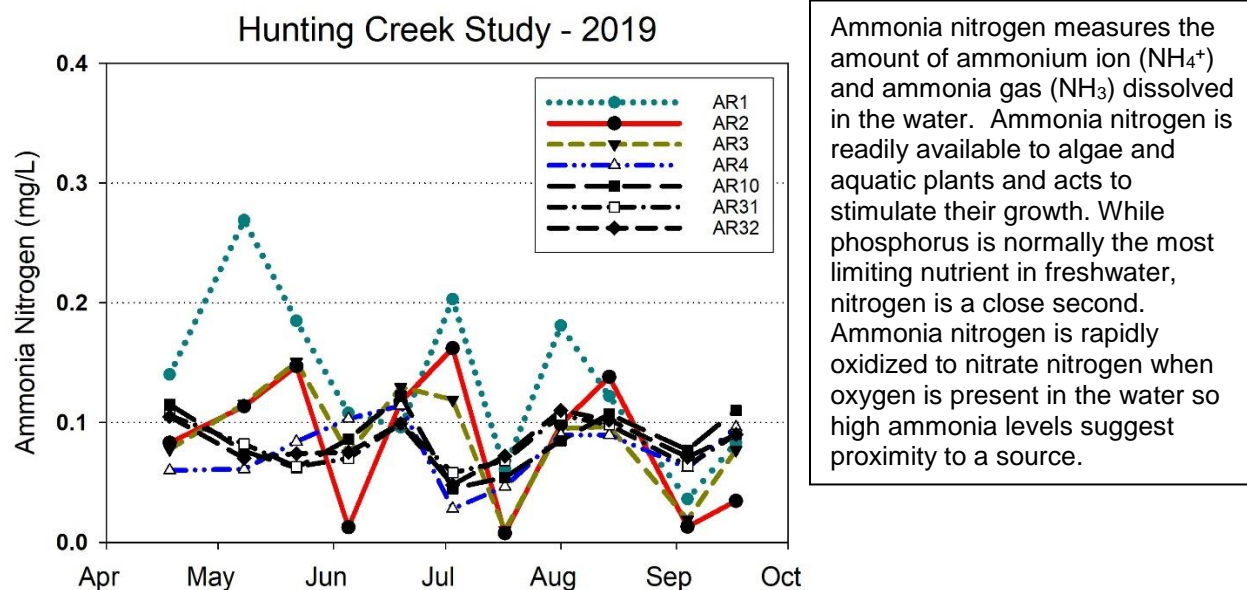 Hunting Creek Study - 2019
Ammonia Nitrogen (mg/L)
0.4
0.3
0.2
0.1
0.0
AR1
AR2
AR3
AR4
AR10
AR31
AR32
Apr May Jun Jul Aug Sep Oct
Ammonia nitrogen measures the
amount of ammonium ion (NH₄⁺)
and ammonia gas (NH₃) dissolved
in the water.  Ammonia nitrogen is
readily available to algae and
aquatic plants and acts to
stimulate their growth. While
phosphorus is normally the most
limiting nutrient in freshwater,
nitrogen is a close second.
Ammonia nitrogen is rapidly
oxidized to nitrate nitrogen when
oxygen is present in the water so
high ammonia levels suggest
proximity to a source.